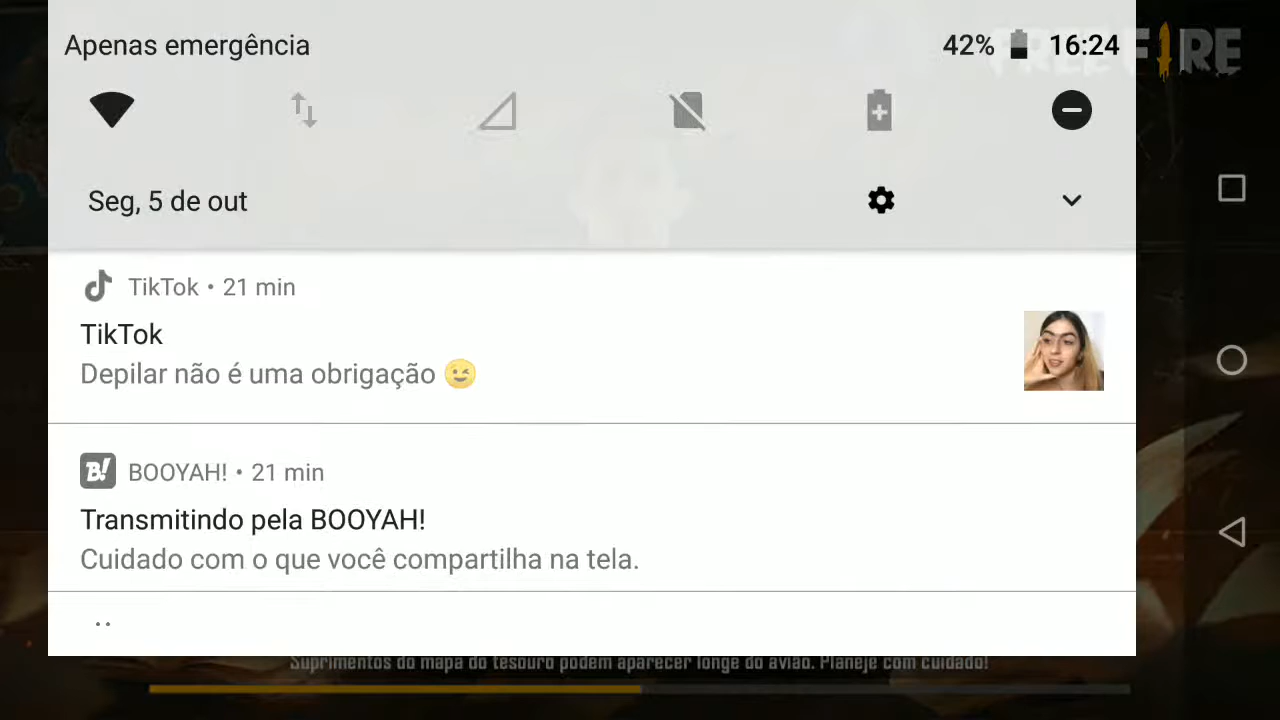 Apenas emergência 42% 16:24
FREE FIRE
Seg, 5 de out
TikTok • 21 min
TikTok
Depilar não é uma obrigação 😉
B! BOOYAH! • 21 min
Transmitindo pela BOOYAH!
Cuidado com o que você compartilha na tela.
Suprimentos do mapa do tesouro podem aparecer longe do avião. Planeje com cuidado!